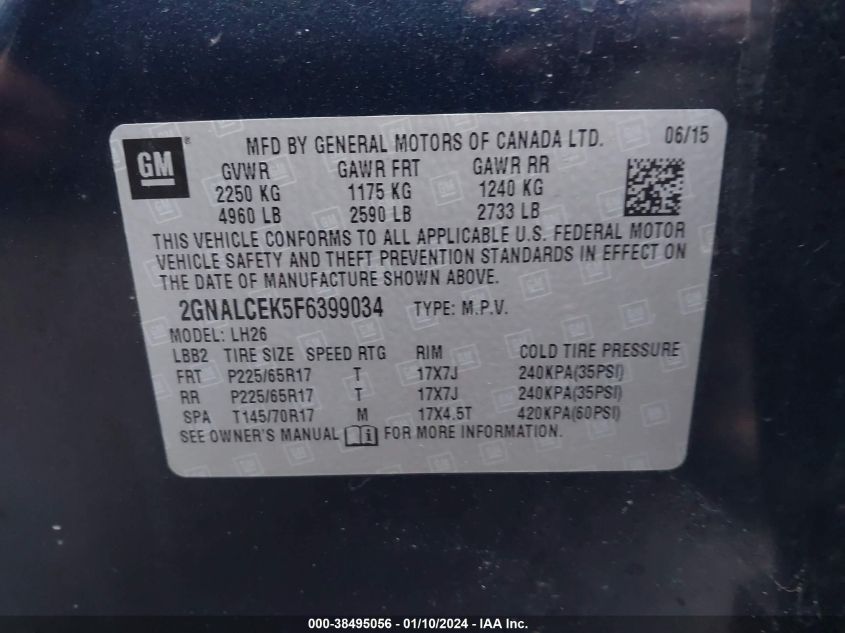 GM ® MFD BY GENERAL MOTORS OF CANADA LTD. 06/15
GVWR GAWR FRT GAWR RR
2250 KG 1175 KG 1240 KG
4960 LB 2590 LB 2733 LB
THIS VEHICLE CONFORMS TO ALL APPLICABLE U.S. FEDERAL MOTOR
VEHICLE SAFETY AND THEFT PREVENTION STANDARDS IN EFFECT ON
THE DATE OF MANUFACTURE SHOWN ABOVE.
2GNALCEK5F6399034 TYPE: M.P.V.
MODEL: LH26
LBB2 TIRE SIZE SPEED RTG RIM COLD TIRE PRESSURE
FRT P225/65R17 T 17X7J 240KPA(35PSI)
RR P225/65R17 T 17X7J 240KPA(35PSI)
SPA T145/70R17 M 17X4.5T 420KPA(60PSI)
SEE OWNER'S MANUAL i FOR MORE INFORMATION.
000-38495056 - 01/10/2024 - IAA Inc.